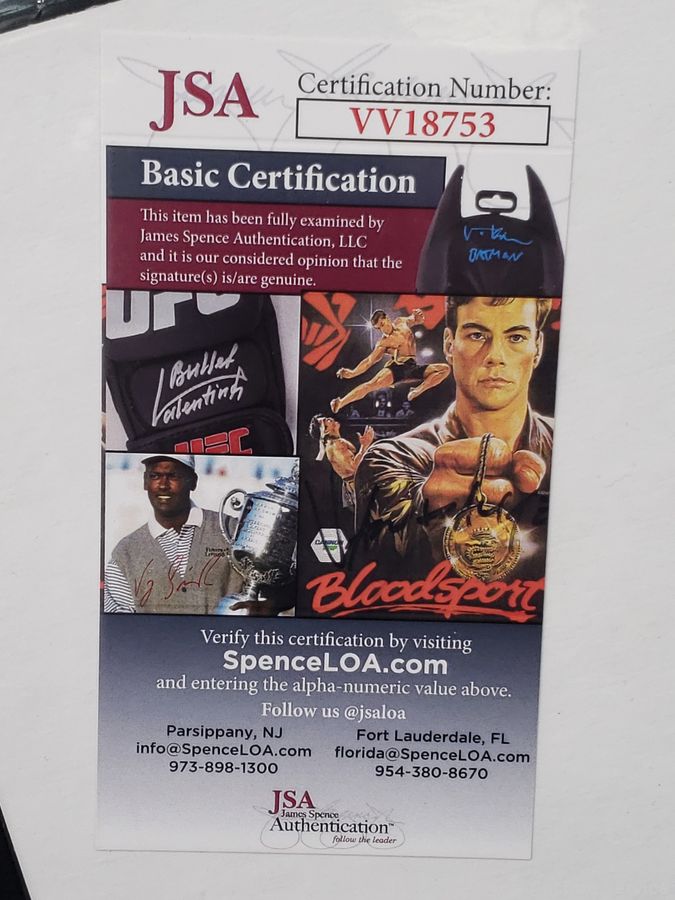 JSA
Certification Number:
VV18753
Basic Certification
This item has been fully examined by
James Spence Authentication, LLC
and it is our considered opinion that the
signature(s) is/are genuine.
BATMAN
UFC
Bullet
Valentina
UFC
Bloodsport
Verify this certification by visiting
SpenceLOA.com
and entering the alpha-numeric value above.
Follow us @jsaloa
Parsippany, NJ
info@SpenceLOA.com
973-898-1300
Fort Lauderdale, FL
florida@SpenceLOA.com
954-380-8670
JSA
James Spence
Authentication™
follow the leader